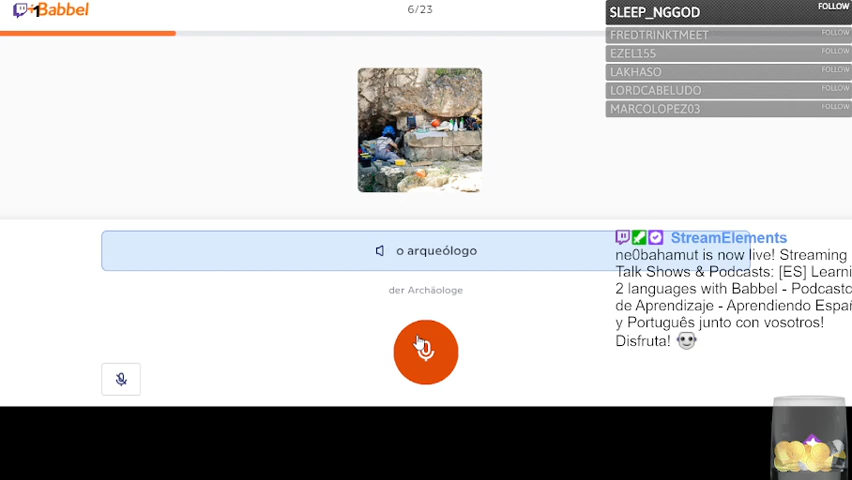 +Babbel
1
6/23
SLEEP_NGGOD
FOLLOW
FREDTRINKTMEET
FOLLOW
EZEL155
FOLLOW
LAKHASO
FOLLOW
LORDCABELUDO
FOLLOW
MARCOLOPEZ03
FOLLOW
o arqueólogo
der Archäologe
StreamElements
ne0bahamut is now live! Streaming
Talk Shows & Podcasts: [ES] Learni
2 languages with Babbel - Podcastc
de Aprendizaje - Aprendiendo Espa
y Português junto con vosotros!
Disfruta!